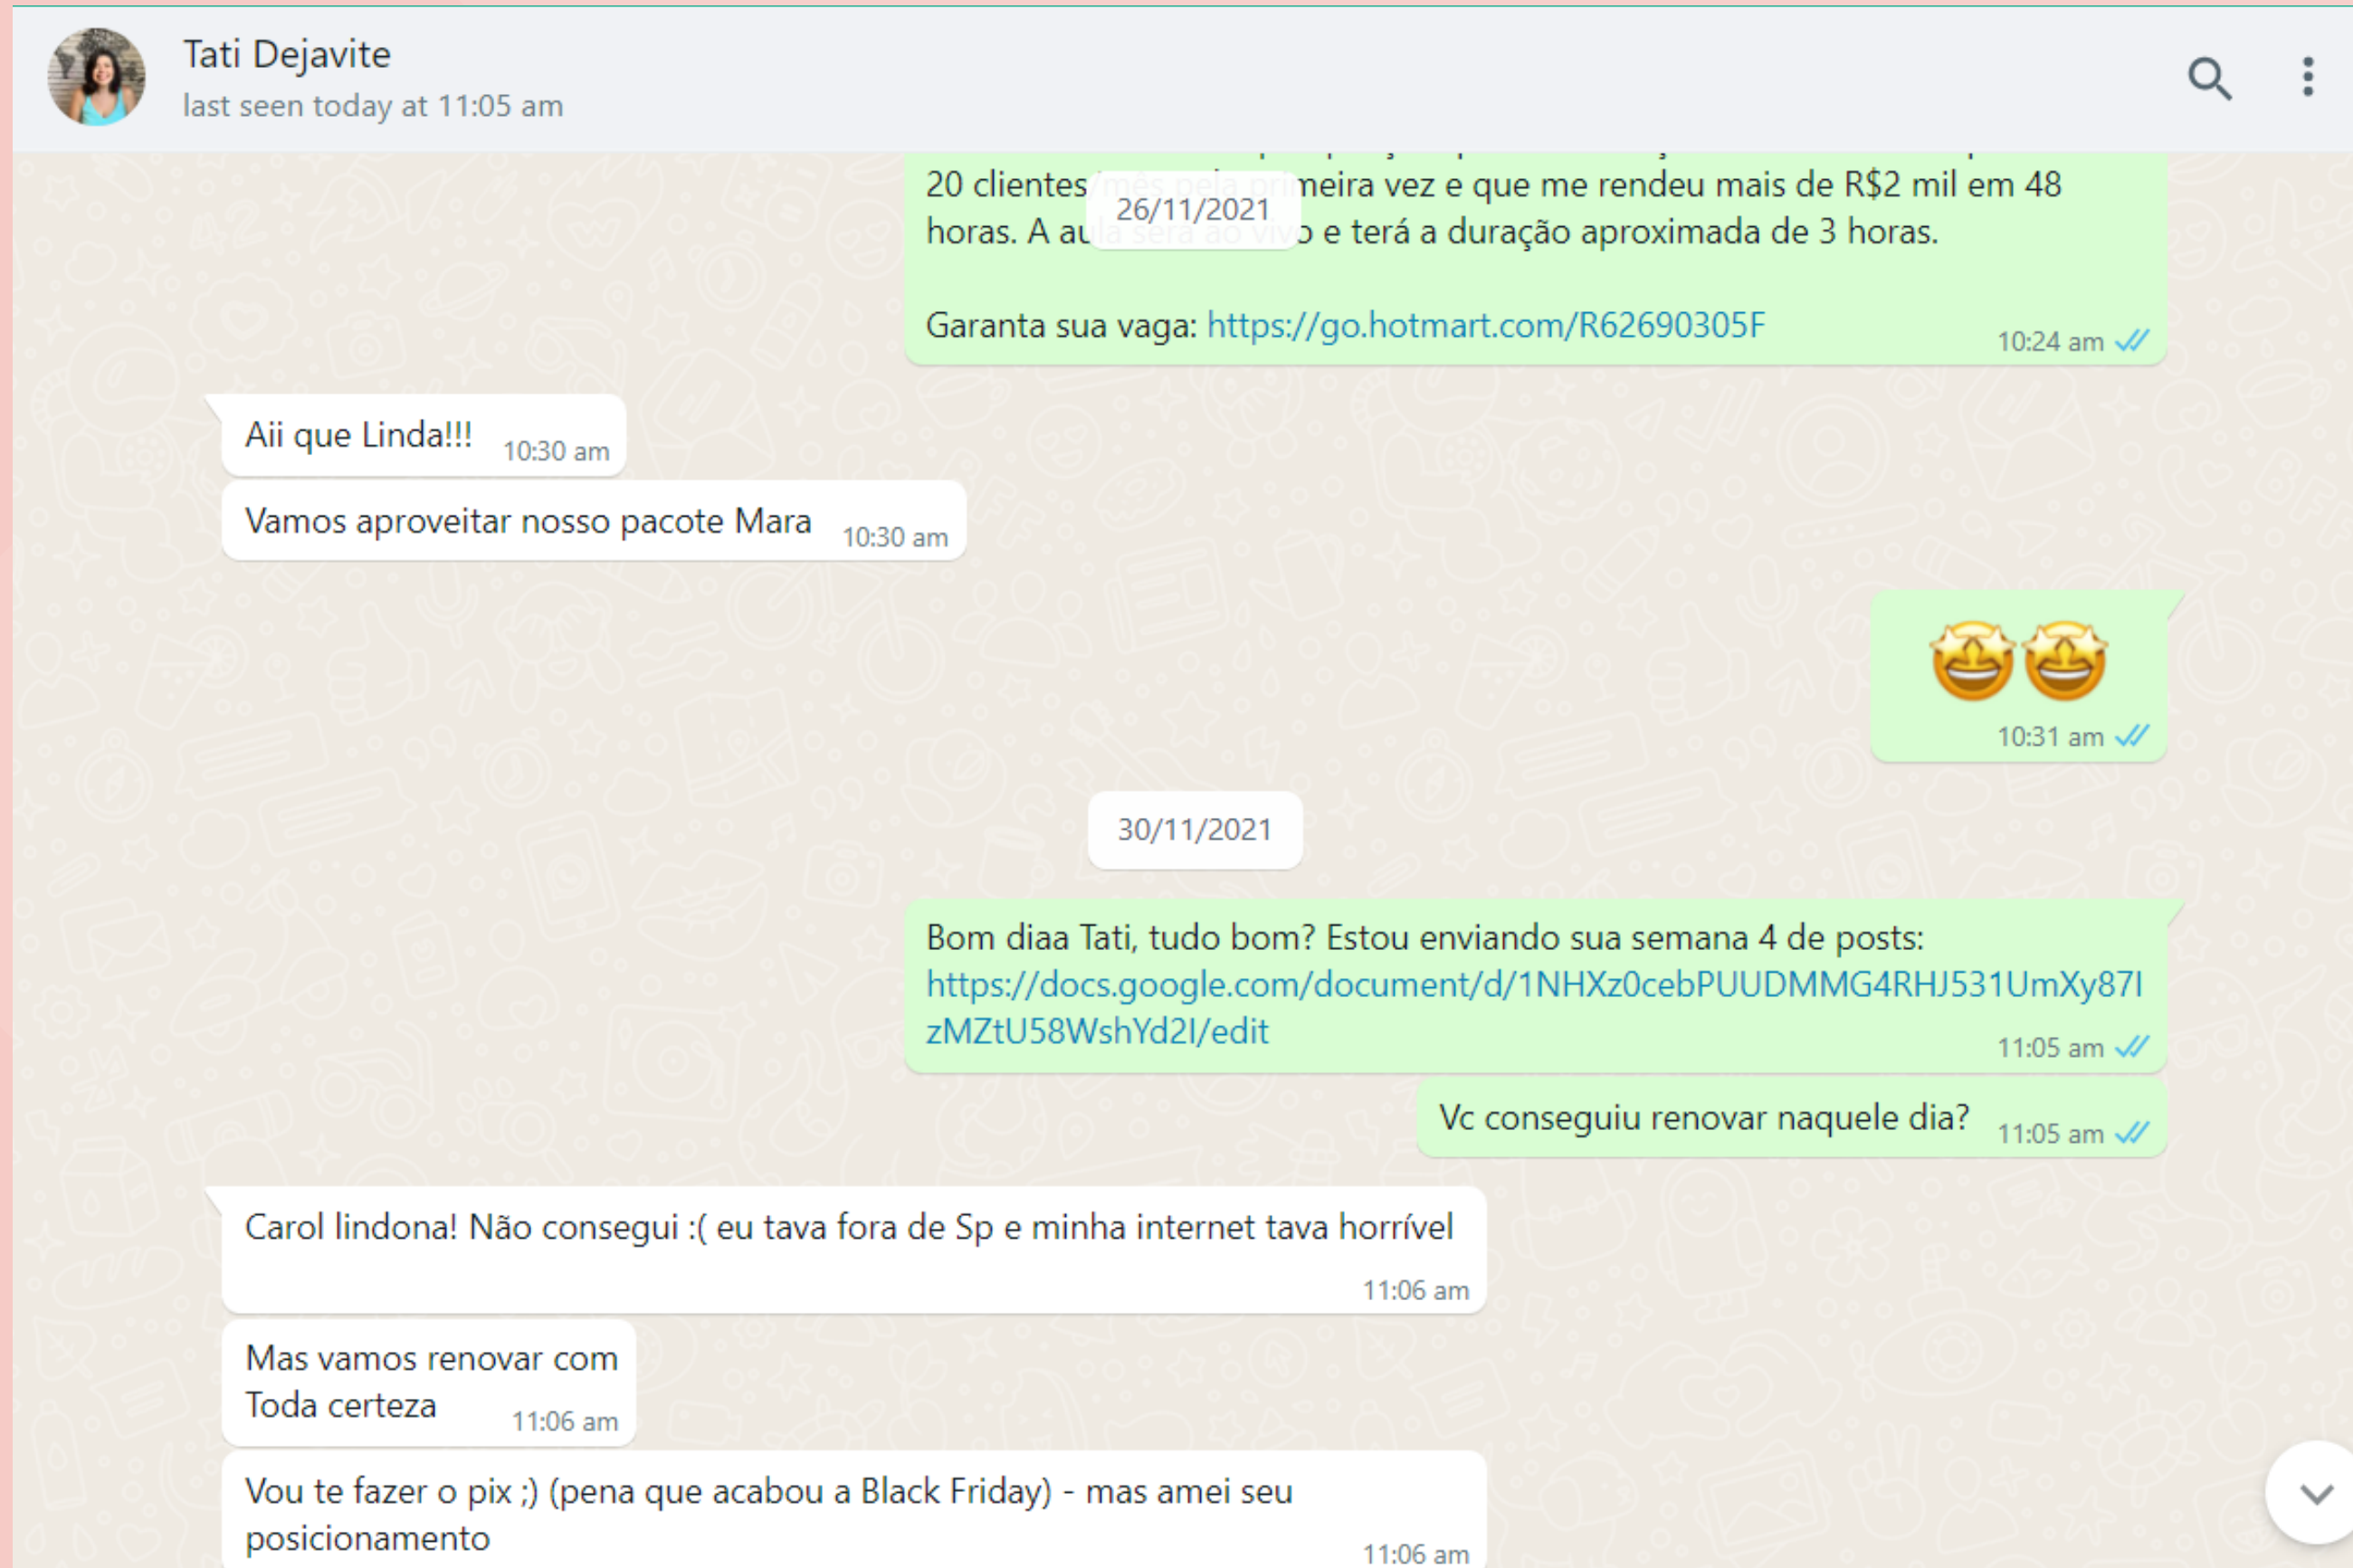 Tati Dejavite
last seen today at 11:05 am
20 clientes/mês pela primeira vez e que me rendeu mais de R$2 mil em 48
26/11/2021
horas. A aula será ao vivo e terá a duração aproximada de 3 horas.
Garanta sua vaga: https://go.hotmart.com/R62690305F
10:24 am
Aii que Linda!!!
10:30 am
Vamos aproveitar nosso pacote Mara
10:30 am
🤩🤩
10:31 am
30/11/2021
Bom diaa Tati, tudo bom? Estou enviando sua semana 4 de posts:
https://docs.google.com/document/d/1NHXz0cebPUUDMMG4RHJ531UmXy87I
zMZtU58WshYd2I/edit
11:05 am
Vc conseguiu renovar naquele dia?
11:05 am
Carol lindona! Não consegui :( eu tava fora de Sp e minha internet tava horrível
11:06 am
Mas vamos renovar com
Toda certeza
11:06 am
Vou te fazer o pix ;) (pena que acabou a Black Friday) - mas amei seu
posicionamento
11:06 am